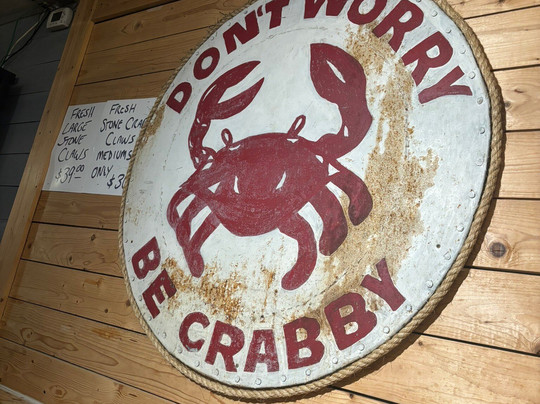 DON'T WORRY
BE CRABBY
FRESH
LARGE
STONE
CLAWS
$39.00
FRESH
STONE CRAB
CLAWS
MEDIUMS
ONLY